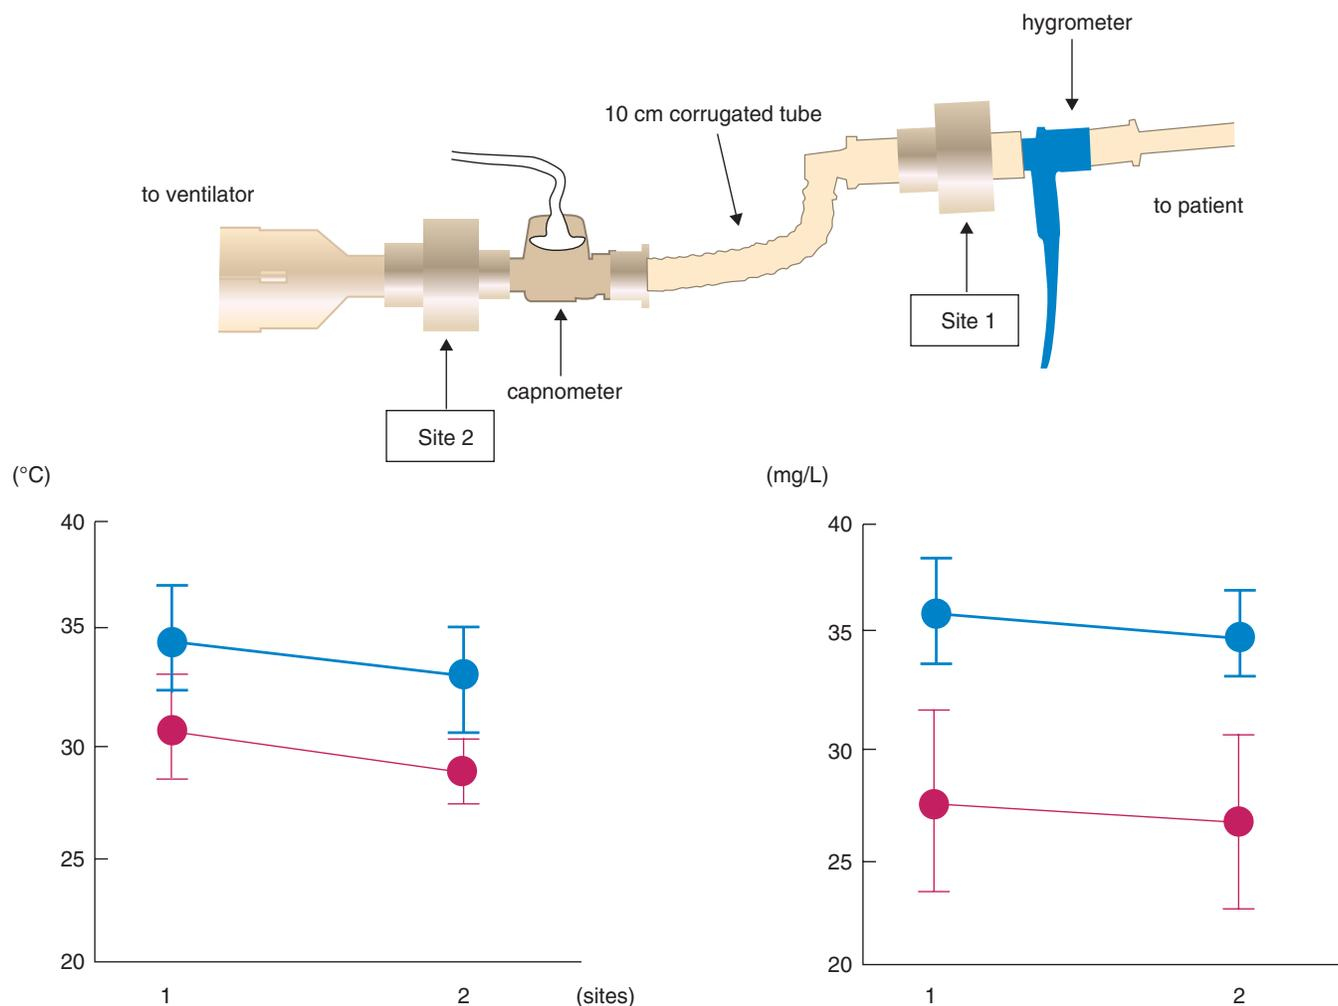 hygrometer
10 cm corrugated tube
to ventilator
to patient
Site 1
capnometer
Site 2
(°C)
40
35
30
25
20
1 2 (sites)
(mg/L)
40
35
30
25
20
1 2